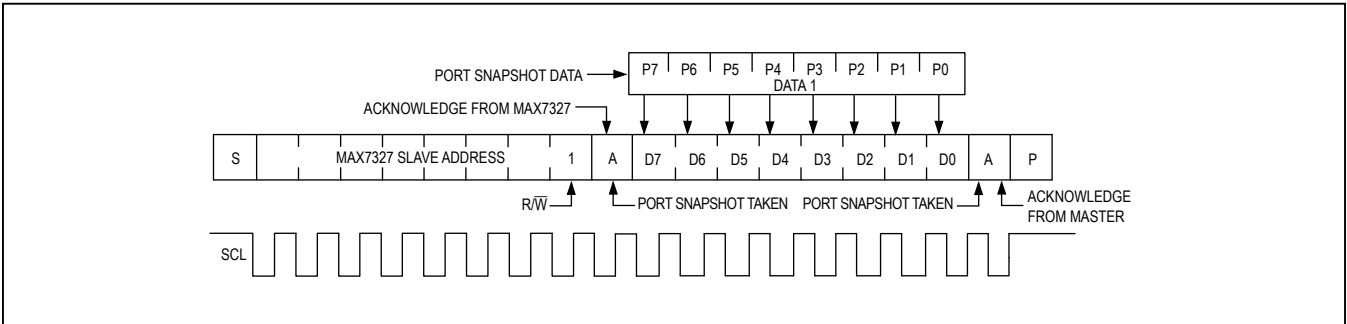 P7 P6 P5 P4 P3 P2 P1 P0
PORT SNAPSHOT DATA
DATA 1
ACKNOWLEDGE FROM MAX7327
S MAX7327 SLAVE ADDRESS 1 A D7 D6 D5 D4 D3 D2 D1 D0 A P
R/W̅ PORT SNAPSHOT TAKEN PORT SNAPSHOT TAKEN ACKNOWLEDGE
FROM MASTER
SCL